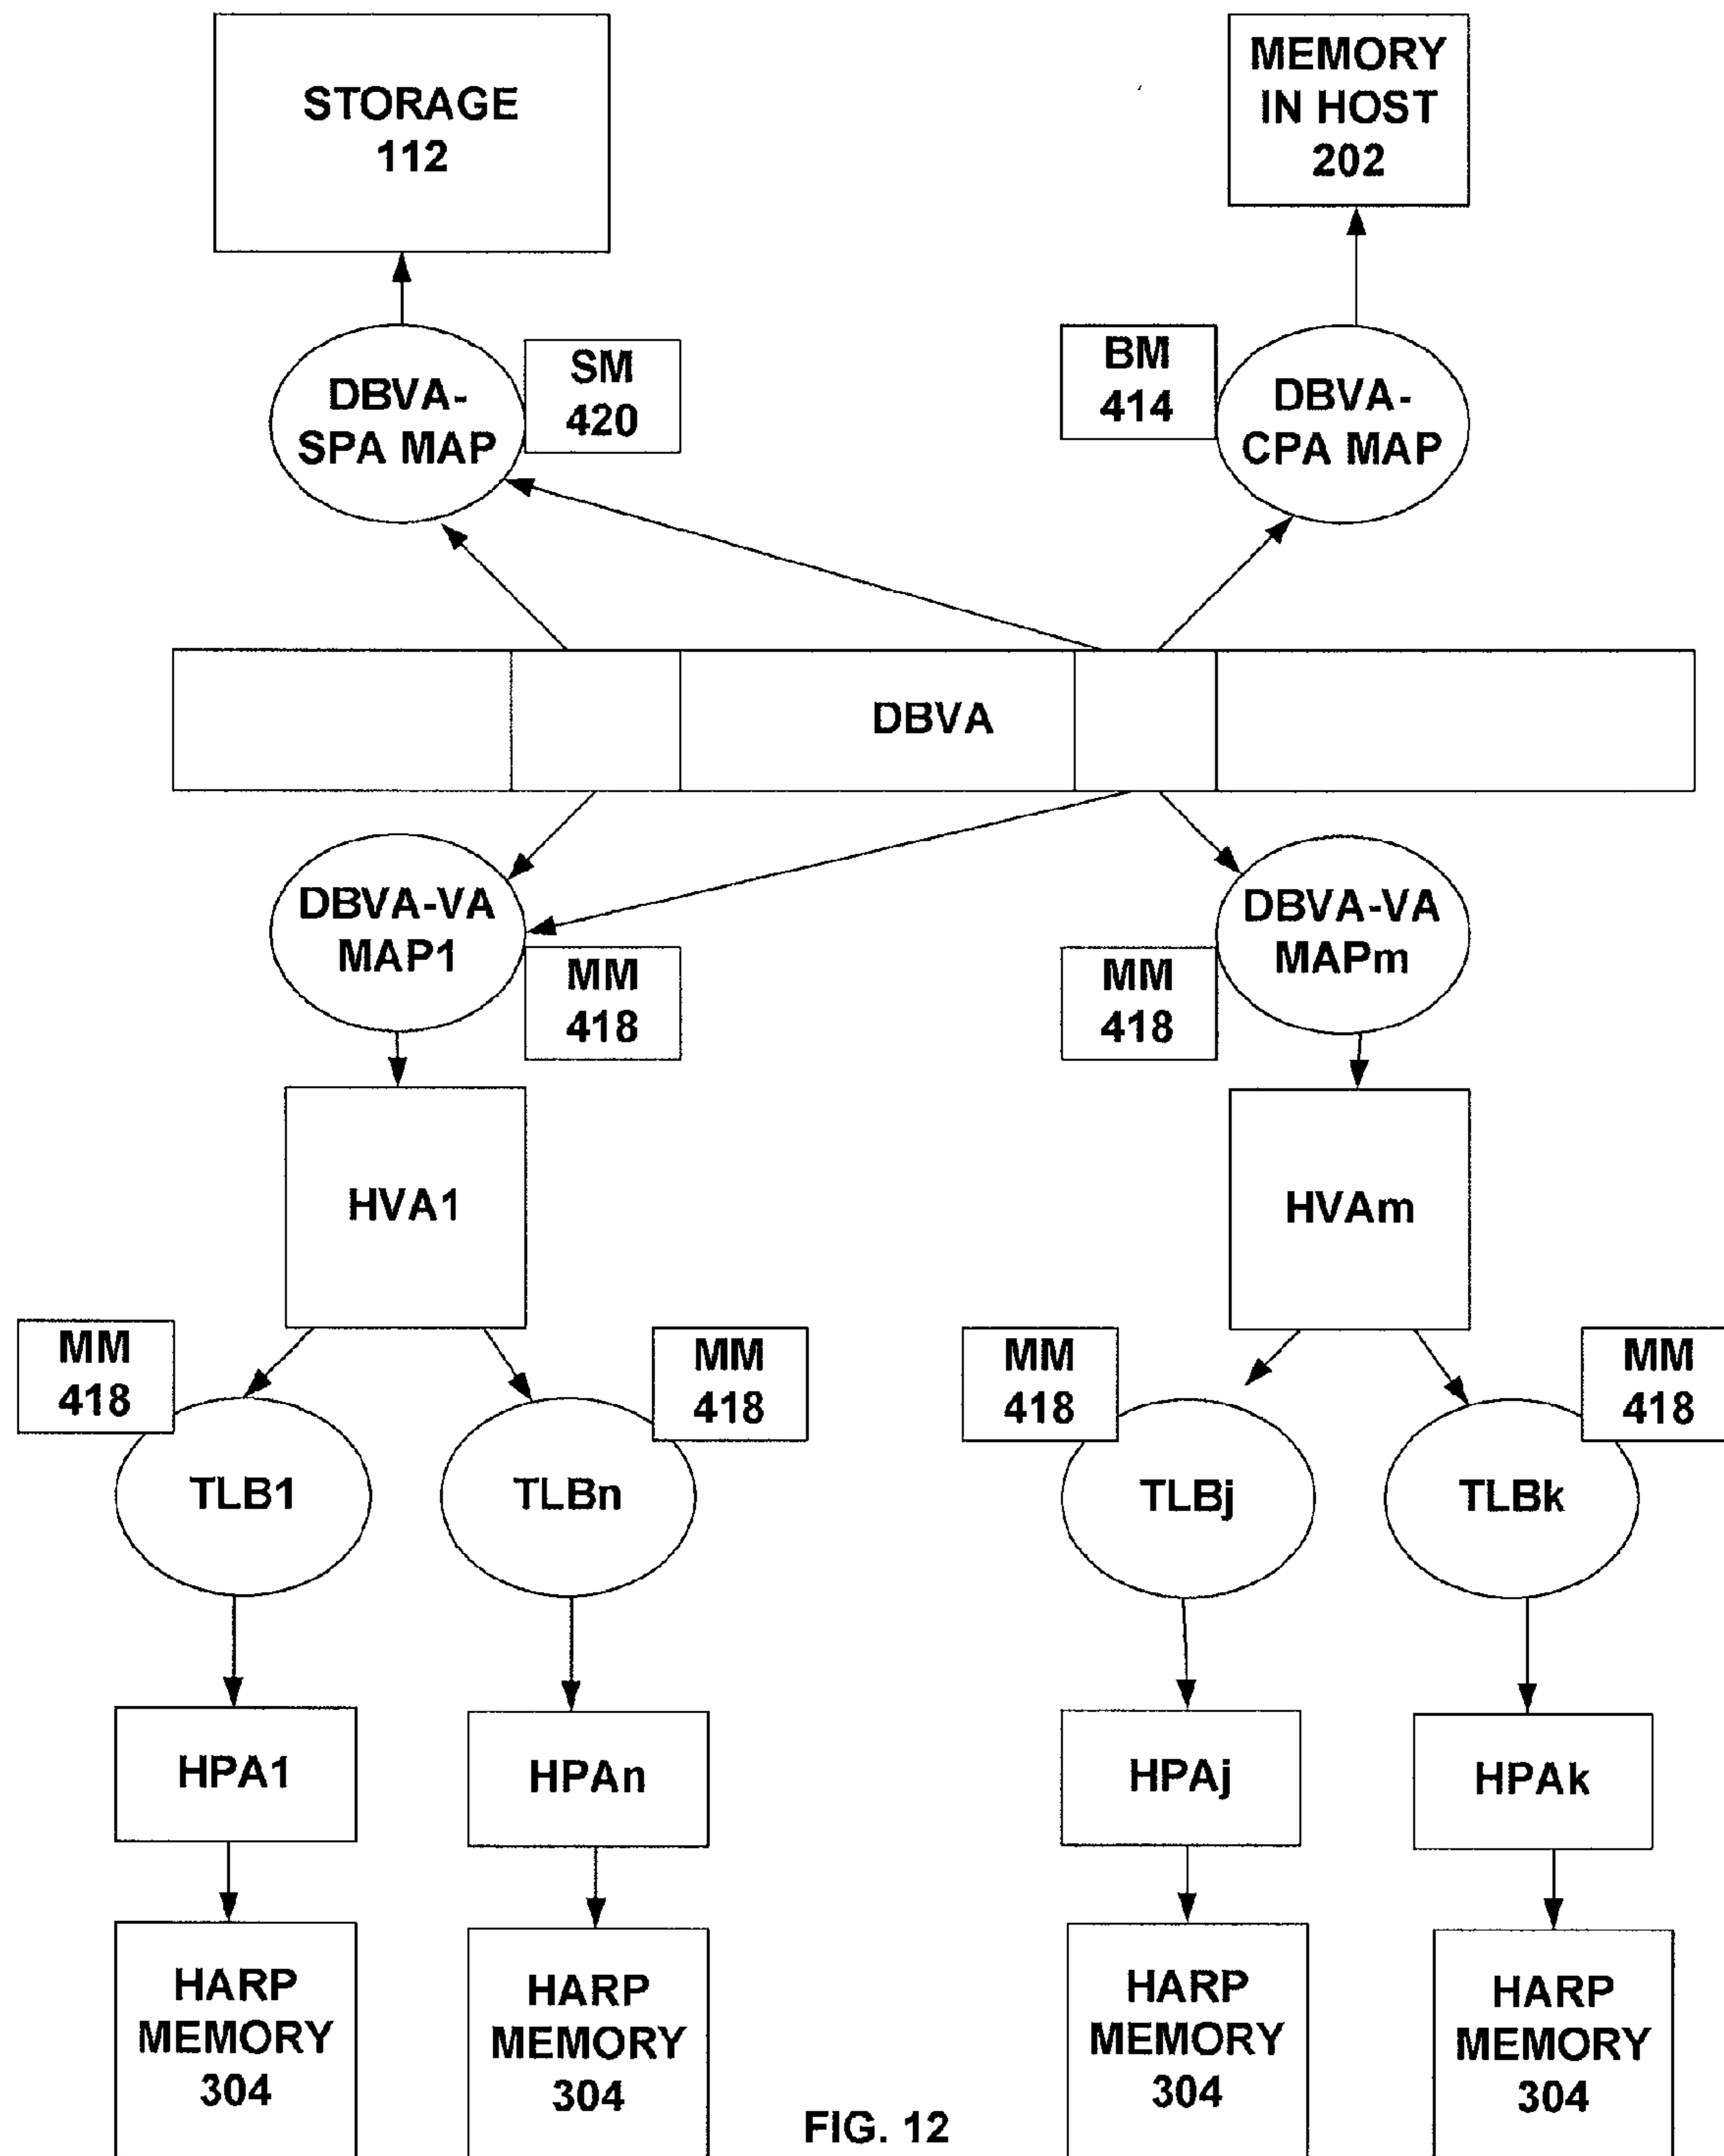 STORAGE
112
MEMORY
IN HOST
202
DBVA-
SPA MAP
SM
420
BM
414
DBVA-
CPA MAP
DBVA
DBVA-VA
MAP1
MM
418
MM
418
DBVA-VA
MAPm
HVA1
HVAm
MM
418
MM
418
MM
418
MM
418
TLB1
TLBn
TLBj
TLBk
HPA1
HPAn
HPAj
HPAk
HARP
MEMORY
304
HARP
MEMORY
304
HARP
MEMORY
304
HARP
MEMORY
304
FIG. 12